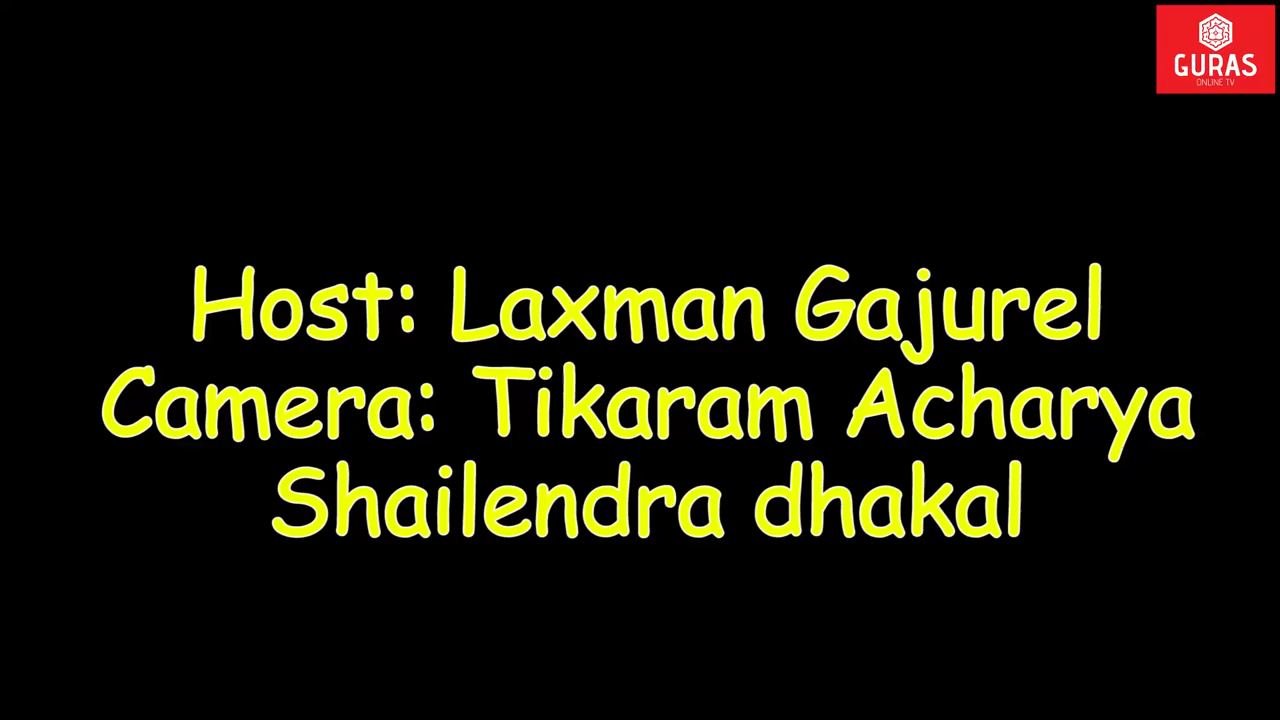 GURAS
ONLINE TV
Host: Laxman Gajurel
Camera: Tikaram Acharya
Shailendra dhakal